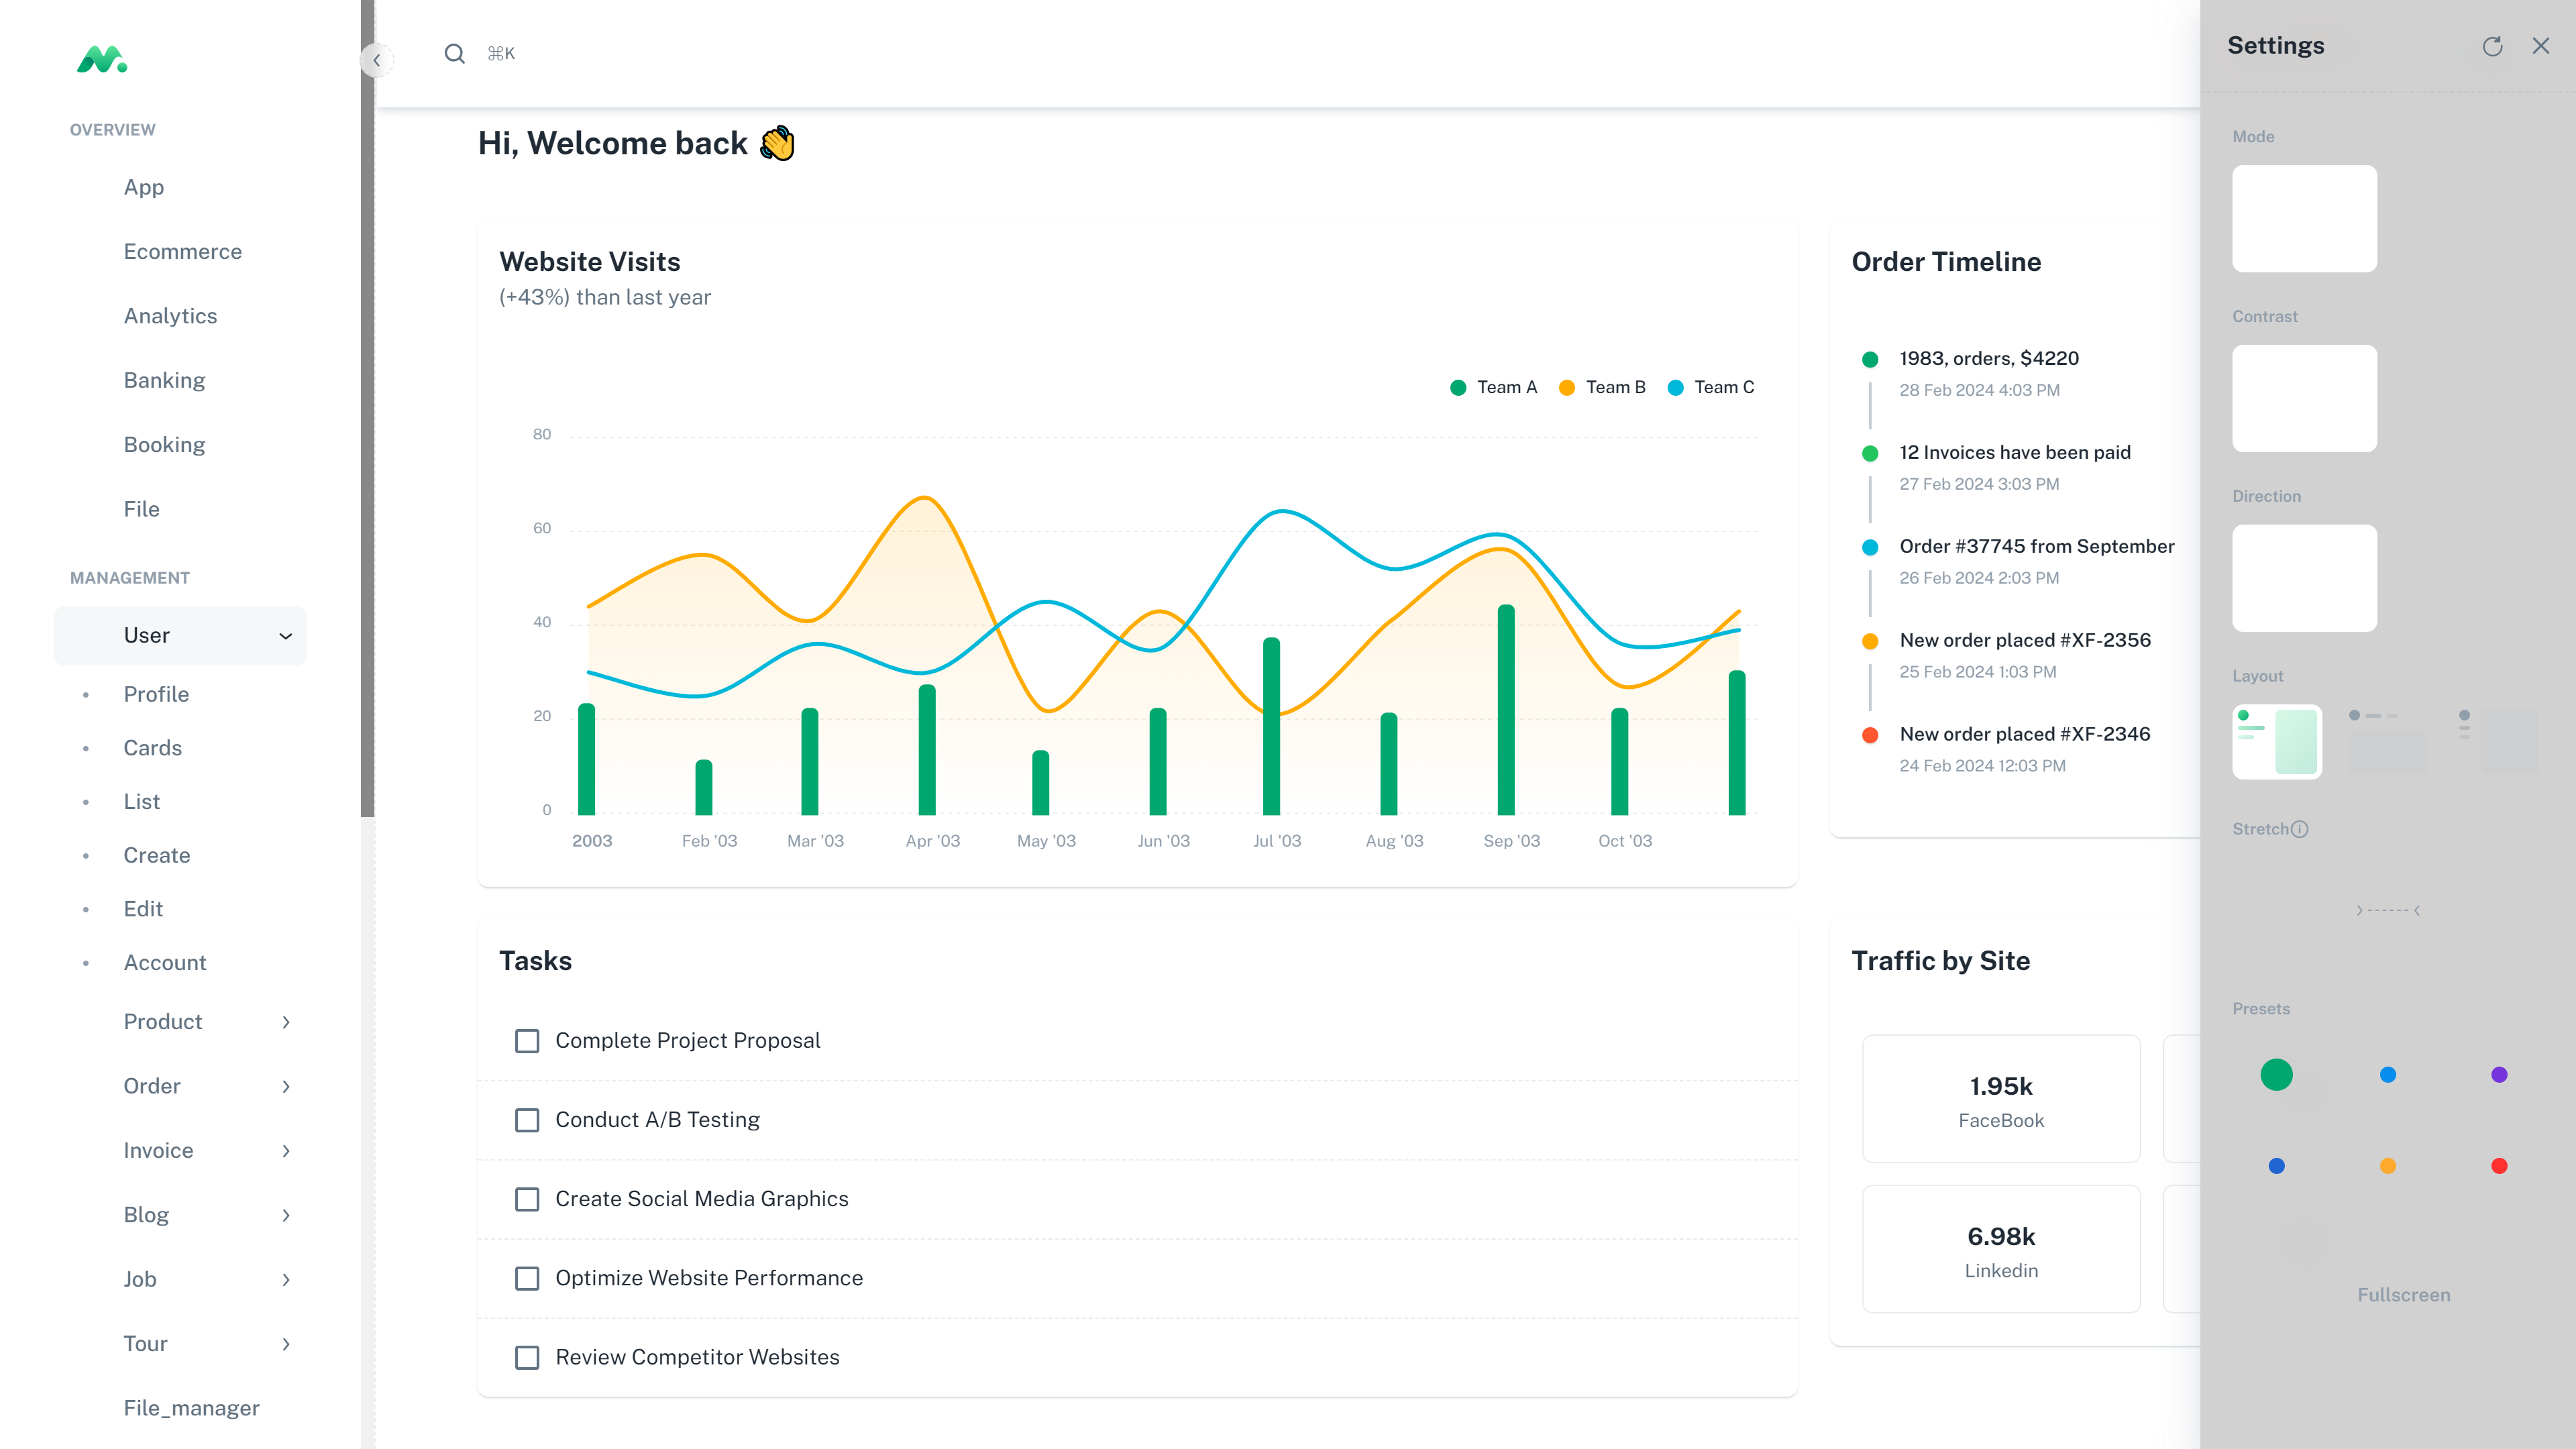 OVERVIEW
App
Ecommerce
Analytics
Banking
Booking
File
MANAGEMENT
User
Profile
Cards
List
Create
Edit
Account
Product
Order
Invoice
Blog
Job
Tour
File_manager
⌘K
Hi, Welcome back 👋
Website Visits
(+43%) than last year
Team A Team B Team C
80
60
40
20
0
2003 Feb '03 Mar '03 Apr '03 May '03 Jun '03 Jul '03 Aug '03 Sep '03 Oct '03
Order Timeline
1983, orders, $4220
28 Feb 2024 4:03 PM
12 Invoices have been paid
27 Feb 2024 3:03 PM
Order #37745 from September
26 Feb 2024 2:03 PM
New order placed #XF-2356
25 Feb 2024 1:03 PM
New order placed #XF-2346
24 Feb 2024 12:03 PM
Tasks
Complete Project Proposal
Conduct A/B Testing
Create Social Media Graphics
Optimize Website Performance
Review Competitor Websites
Traffic by Site
1.95k
FaceBook
6.98k
Linkedin
Settings
Mode
Contrast
Direction
Layout
Stretch
Presets
Fullscreen